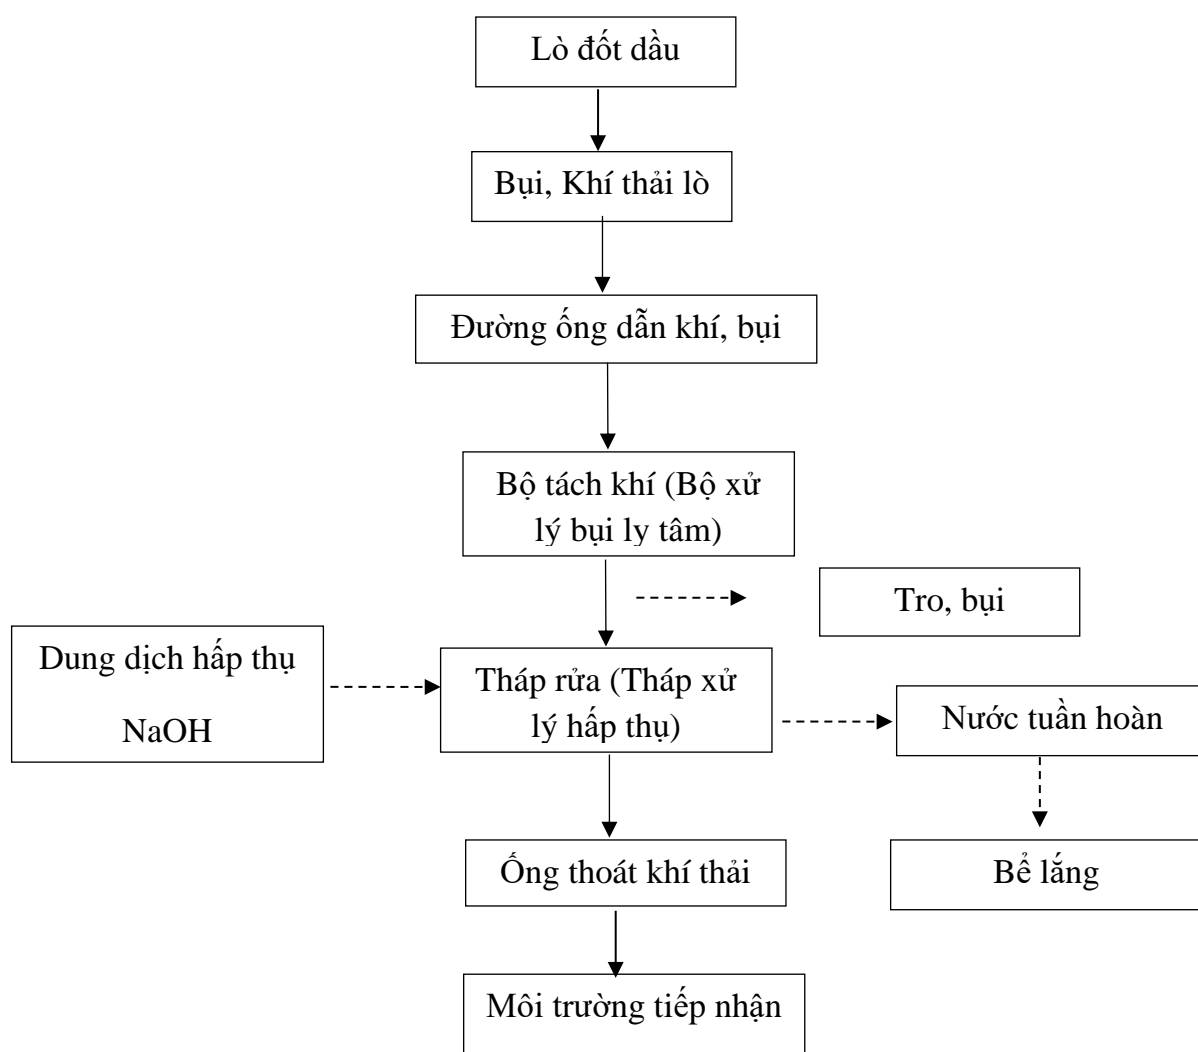 Lò đốt dầu
Bụi, Khí thải lò
Đường ống dẫn khí, bụi
Bộ tách khí (Bộ xử
lý bụi ly tâm)
Tro, bụi
Dung dịch hấp thụ
NaOH
Tháp rửa (Tháp xử
lý hấp thụ)
Nước tuần hoàn
Ống thoát khí thải
Bể lắng
Môi trường tiếp nhận